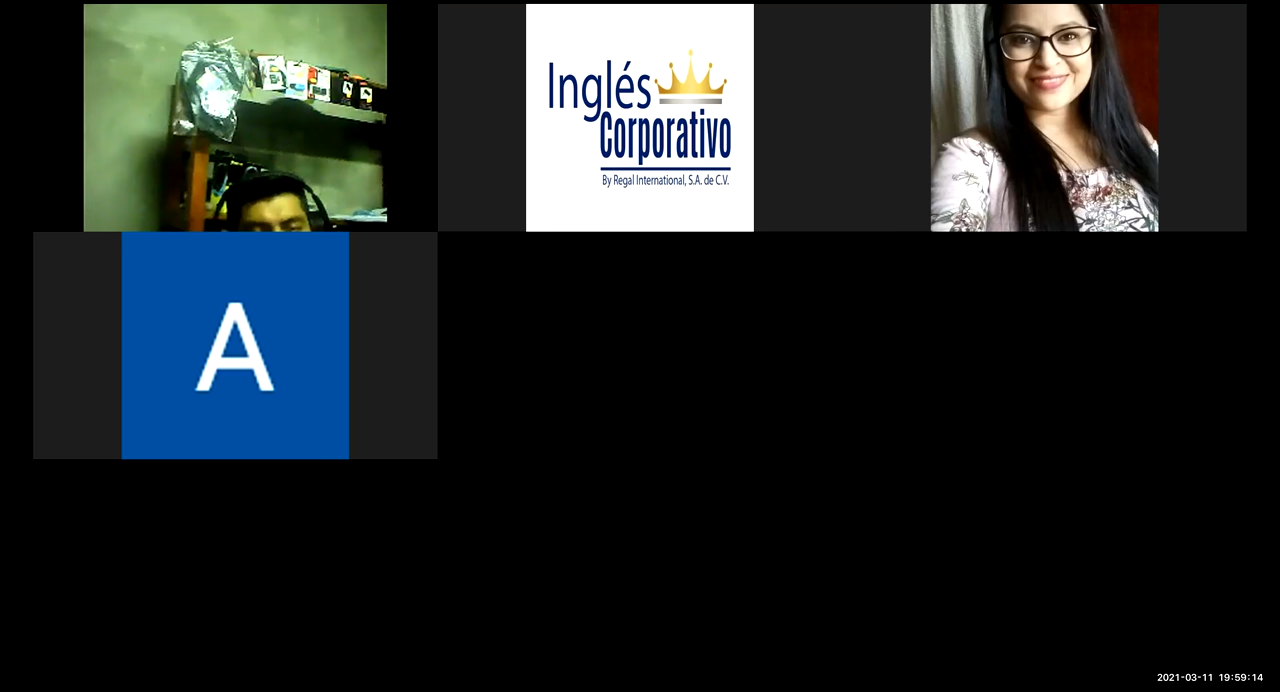 Inglés
Corporativo
By Regal International, S.A. de C.V.
A
2021-03-11 19:59:14